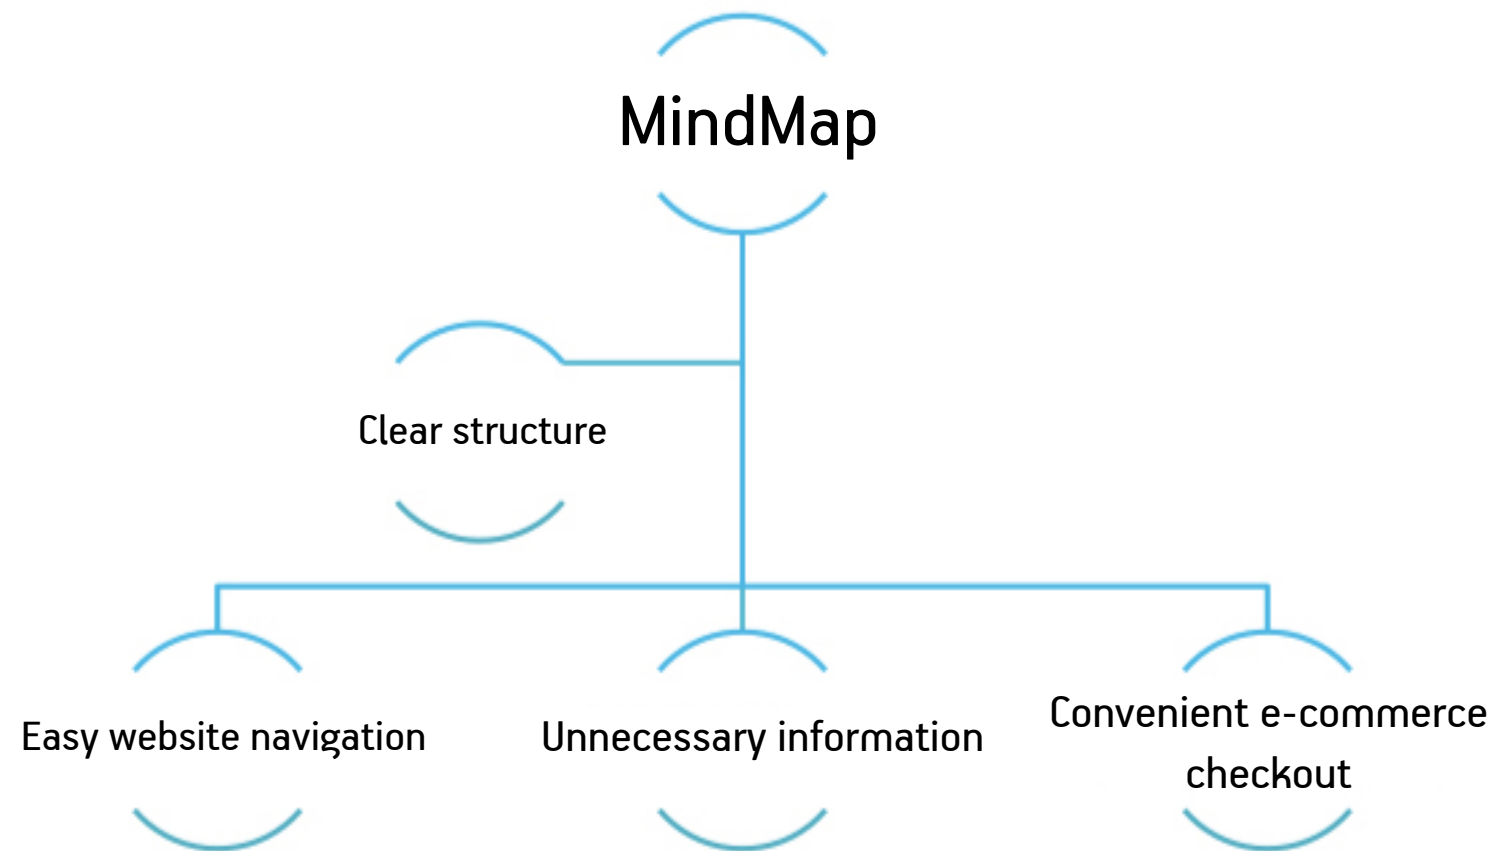 MindMap
Clear structure
Easy website navigation
Unnecessary information
Convenient e-commerce
checkout